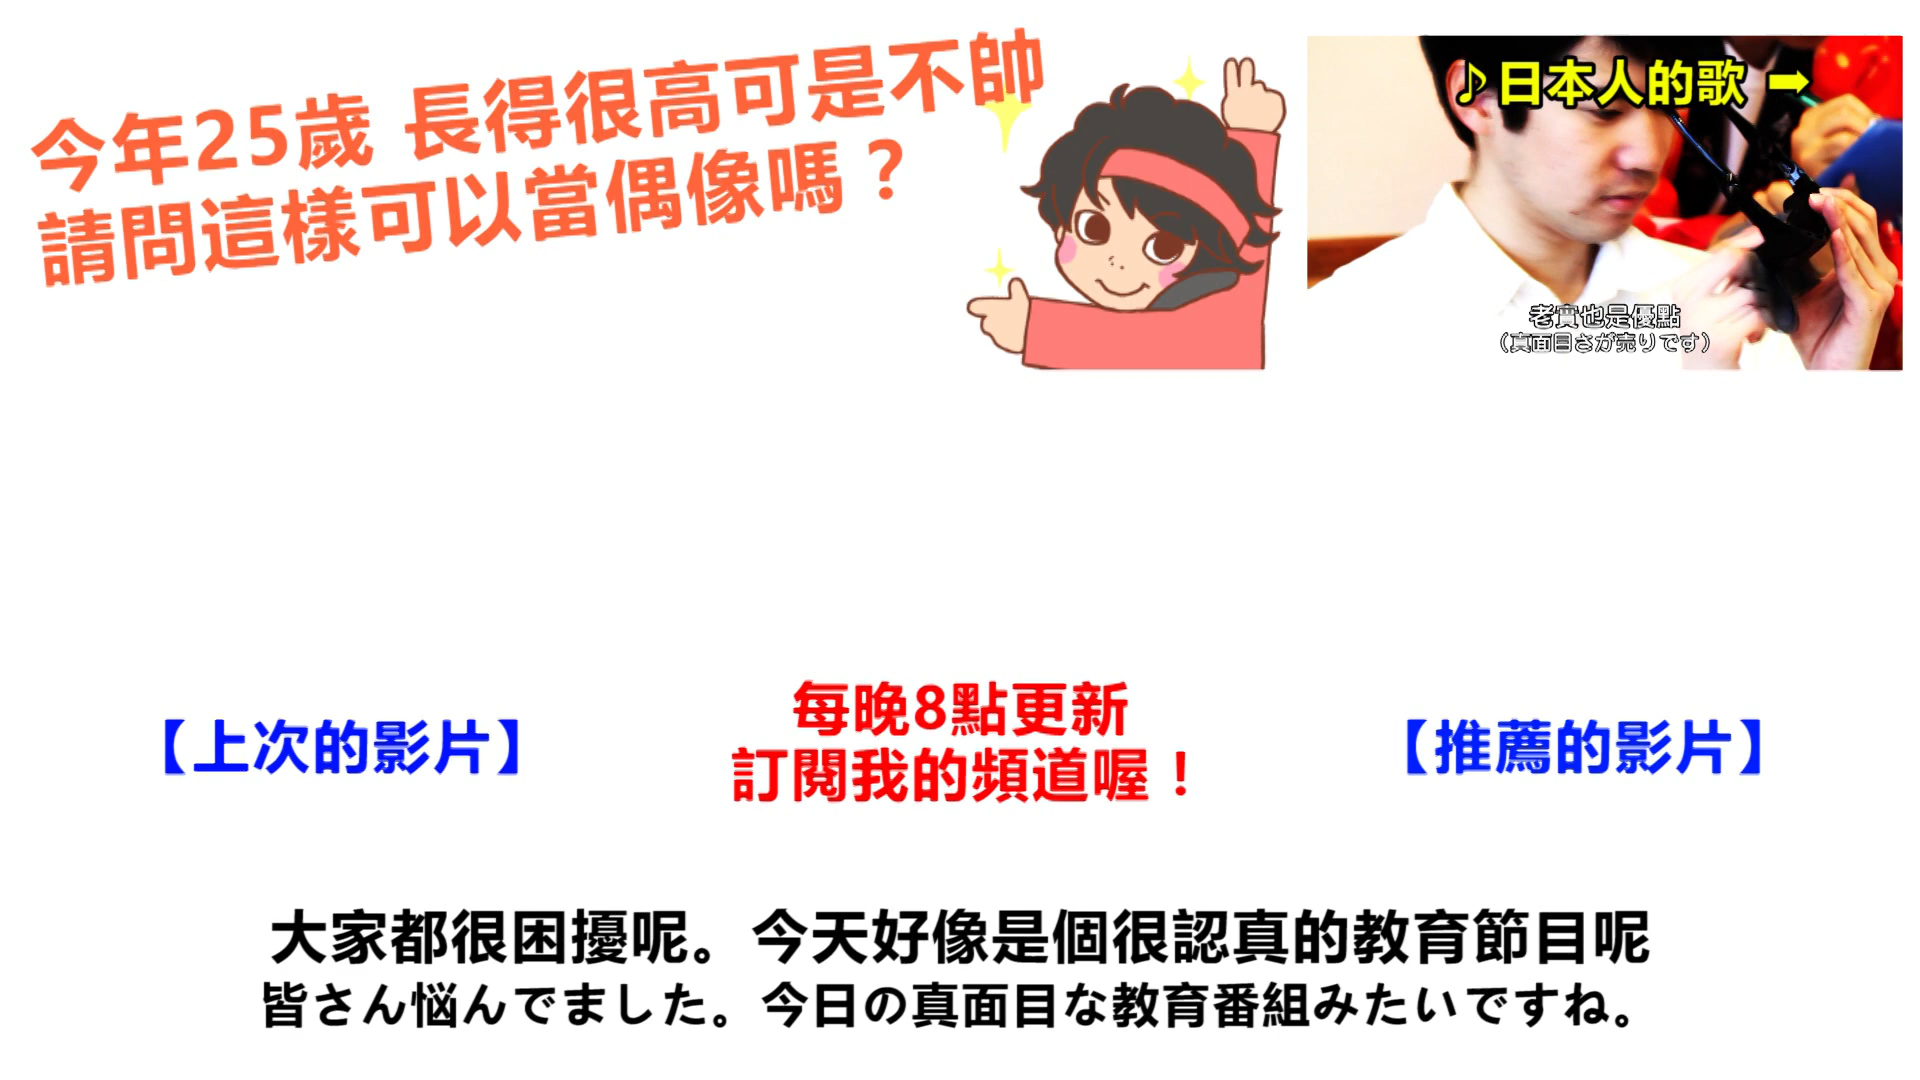 今年25歲 長得很高可是不帥
請問這樣可以當偶像嗎？
♪日本人的歌 ➡
老實也是優點
（真面目さが売りです）
每晚8點更新
訂閱我的頻道喔！
【上次的影片】
【推薦的影片】
大家都很困擾呢。今天好像是個很認真的教育節目呢
皆さん悩んでました。今日の真面目な教育番組みたいですね。